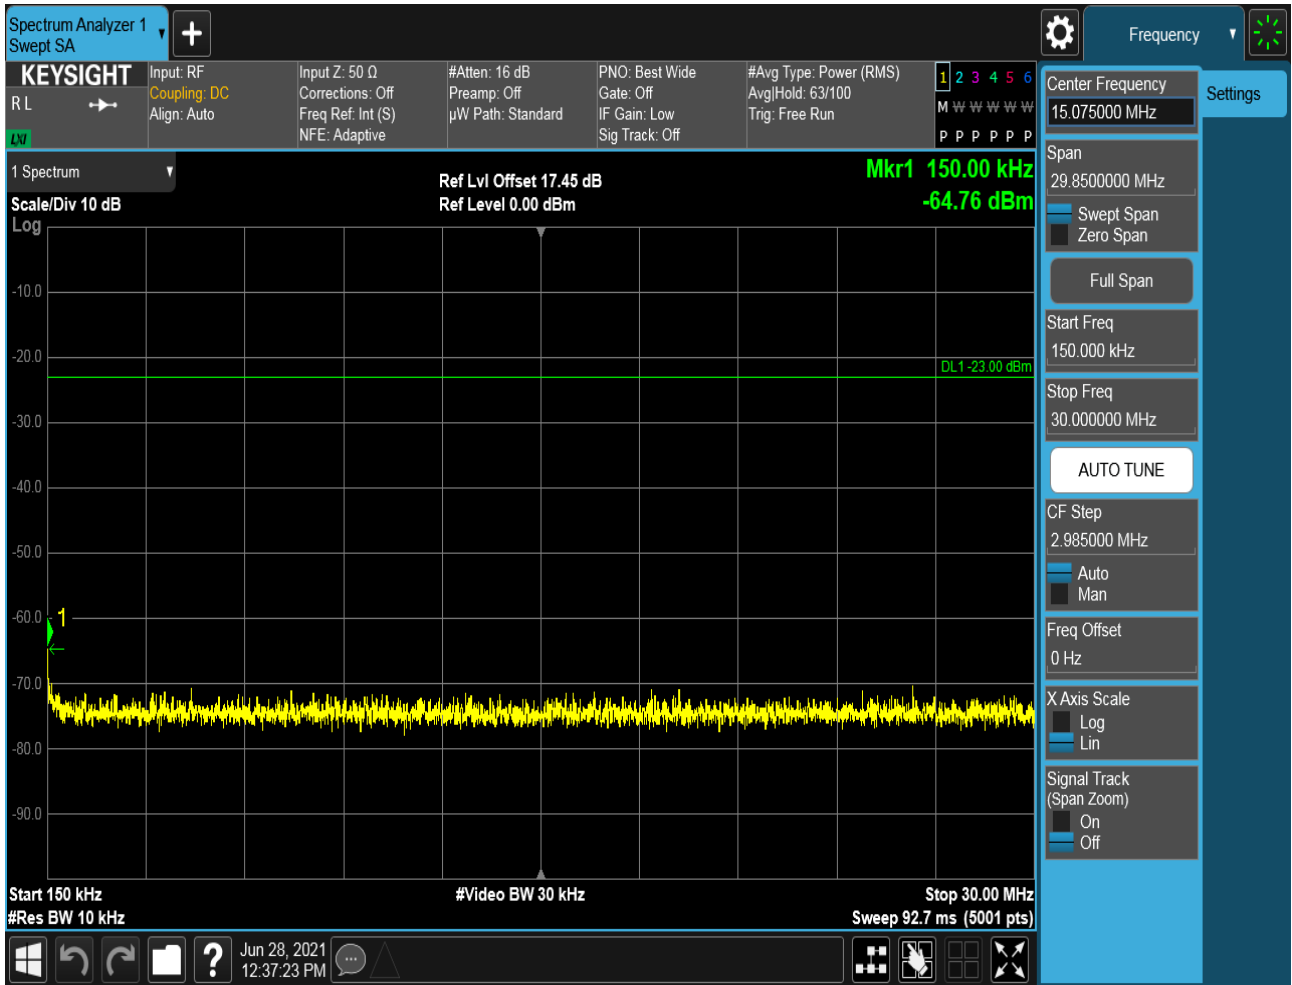 Spectrum Analyzer 1
Swept SA
Frequency
KEYSIGHT
R L
LXI
Input: RF
Coupling: DC
Align: Auto
Input Z: 50 Ω
Corrections: Off
Freq Ref: Int (S)
NFE: Adaptive
#Atten: 16 dB
Preamp: Off
µW Path: Standard
PNO: Best Wide
Gate: Off
IF Gain: Low
Sig Track: Off
#Avg Type: Power (RMS)
Avg|Hold: 63/100
Trig: Free Run
1 2 3 4 5 6
M W W W W W
P P P P P P
1 Spectrum
Scale/Div 10 dB
Log
Ref Lvl Offset 17.45 dB
Ref Level 0.00 dBm
Mkr1 150.00 kHz
-64.76 dBm
-10.0
-20.0
DL1 -23.00 dBm
-30.0
-40.0
-50.0
-60.0
1
-70.0
-80.0
-90.0
Start 150 kHz
#Res BW 10 kHz
#Video BW 30 kHz
Stop 30.00 MHz
Sweep 92.7 ms (5001 pts)
Center Frequency
15.075000 MHz
Settings
Span
29.8500000 MHz
Swept Span
Zero Span
Full Span
Start Freq
150.000 kHz
Stop Freq
30.000000 MHz
AUTO TUNE
CF Step
2.985000 MHz
Auto
Man
Freq Offset
0 Hz
X Axis Scale
Log
Lin
Signal Track
(Span Zoom)
On
Off
?
Jun 28, 2021
12:37:23 PM